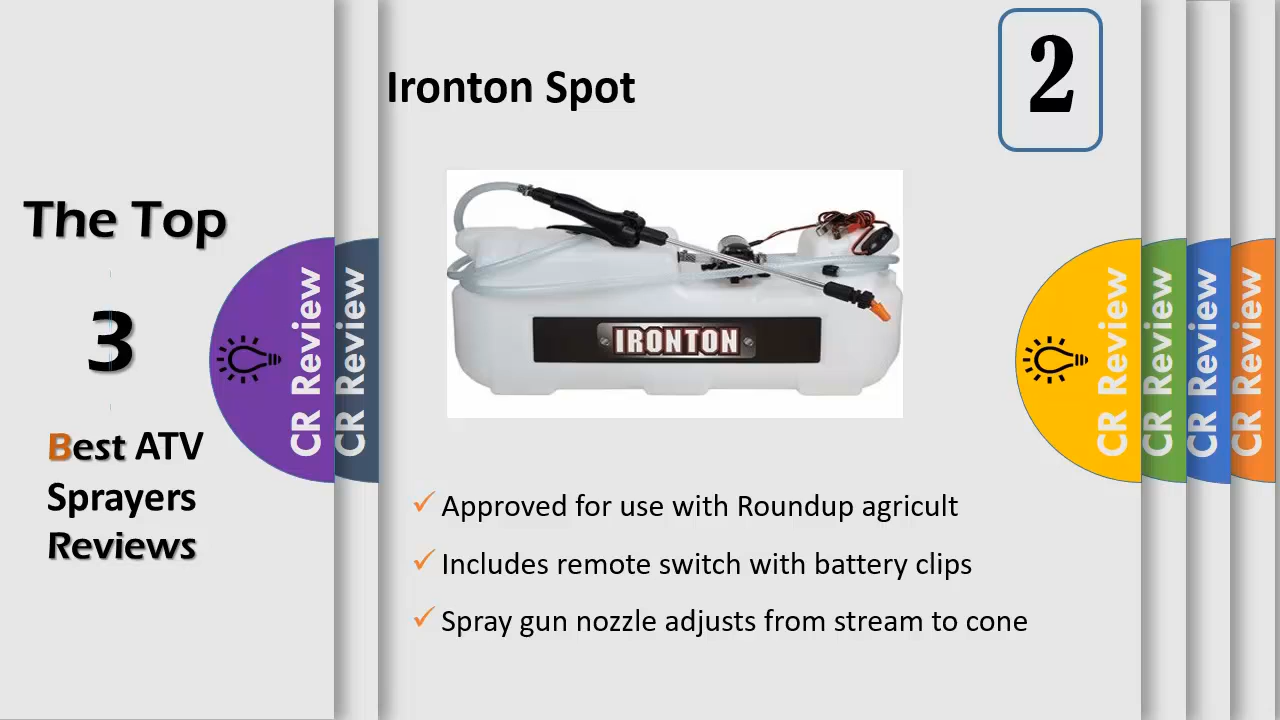 The Top
3
Best ATV
Sprayers
Reviews
CR Review
CR Review
Ironton Spot
2
IRONTON
Approved for use with Roundup agricult
Includes remote switch with battery clips
Spray gun nozzle adjusts from stream to cone
CR Review
CR Review
CR Review
CR Review